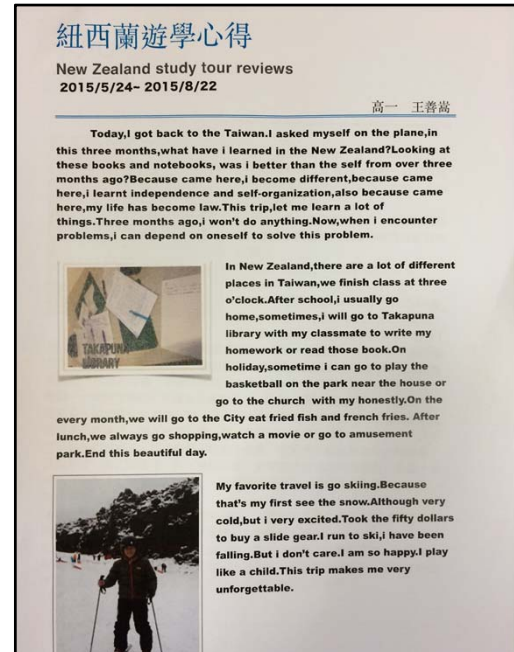 紐西蘭遊學心得
New Zealand study tour reviews
2015/5/24~ 2015/8/22
高一 王善嵩
Today,I got back to the Taiwan.I asked myself on the plane,in
this three months,what have i learned in the New Zealand?Looking at
these books and notebooks, was i better than the self from over three
months ago?Because came here,i become different,because came
here,i learnt independence and self-organization,also because came
here,my life has become law.This trip,let me learn a lot of
things.Three months ago,i won't do anything.Now,when i encounter
problems,i can depend on oneself to solve this problem.
In New Zealand,there are a lot of different
places in Taiwan,we finish class at three
o'clock.After school,i usually go
home,sometimes,i will go to Takapuna
library with my classmate to write my
homework or read those book.On
holiday,sometime i can go to play the
basketball on the park near the house or
go to the church with my honestly.On the
every month,we will go to the City eat fried fish and french fries. After
lunch,we always go shopping,watch a movie or go to amusement
park.End this beautiful day.
TAKAPUNA
LIBRARY
My favorite travel is go skiing.Because
that's my first see the snow.Although very
cold,but i very excited.Took the fifty dollars
to buy a slide gear.I run to ski,i have been
falling.But i don't care.I am so happy.I play
like a child.This trip makes me very
unforgettable.